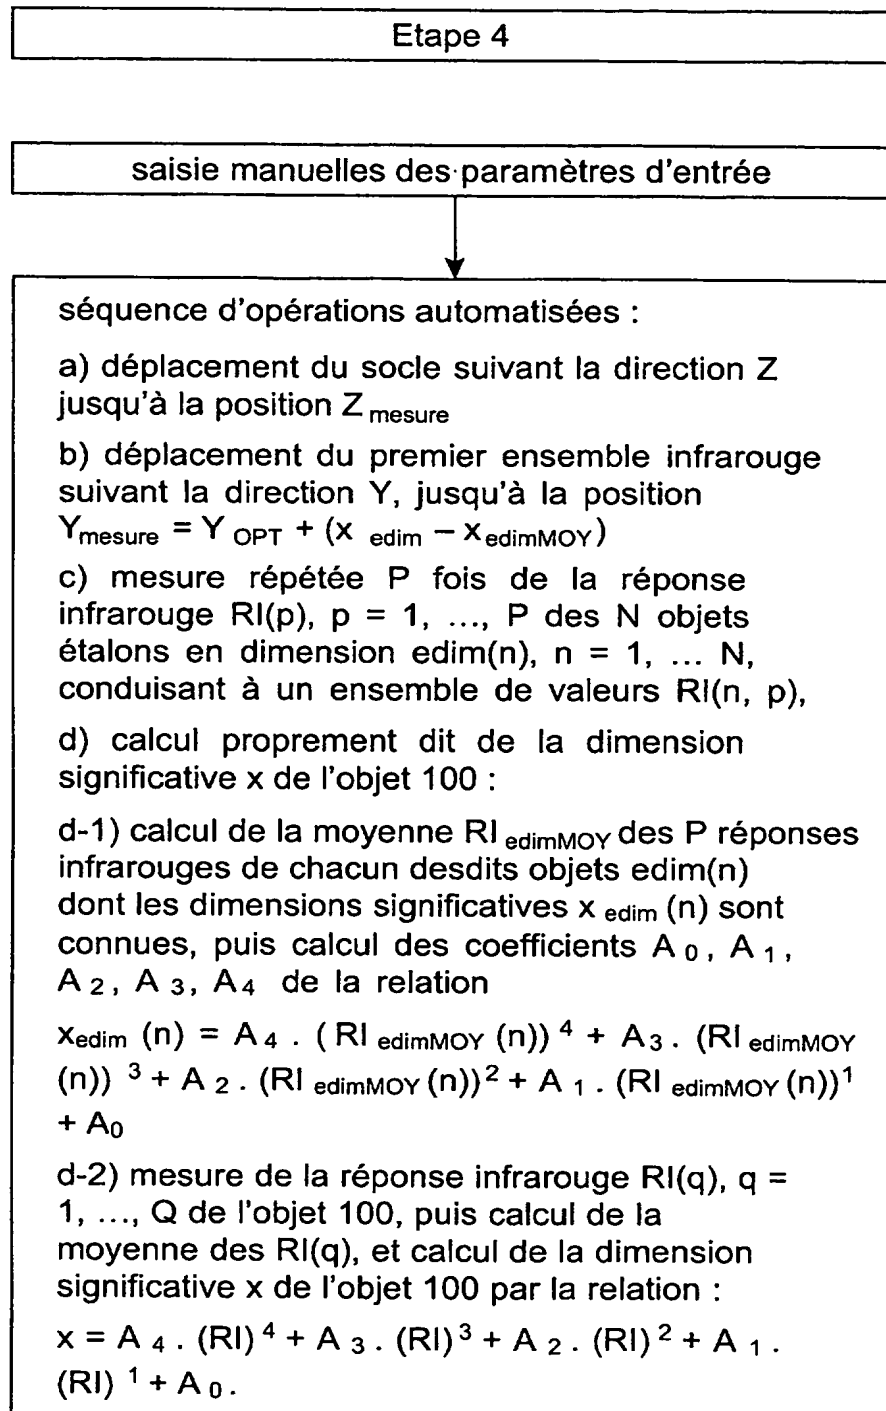 Etape 4
saisie manuelles des paramètres d'entrée
séquence d'opérations automatisées :
a) déplacement du socle suivant la direction Z
jusqu'à la position Z mesure
b) déplacement du premier ensemble infrarouge
suivant la direction Y, jusqu'à la position
Ymesure = Y OPT + (x edim – xedimMOY)
c) mesure répétée P fois de la réponse
infrarouge RI(p), p = 1, ..., P des N objets
étalons en dimension edim(n), n = 1, ... N,
conduisant à un ensemble de valeurs RI(n, p),
d) calcul proprement dit de la dimension
significative x de l'objet 100 :
d-1) calcul de la moyenne RI edimMOY des P réponses
infrarouges de chacun desdits objets edim(n)
dont les dimensions significatives x edim (n) sont
connues, puis calcul des coefficients A 0, A 1,
A 2, A 3, A4 de la relation
xedim (n) = A 4 . ( RI edimMOY (n)) 4 + A3 . (RI edimMOY
(n)) 3 + A 2 . (RI edimMOY (n))2 + A 1 . (RI edimMOY (n))1
+ A0
d-2) mesure de la réponse infrarouge RI(q), q =
1, ..., Q de l'objet 100, puis calcul de la
moyenne des RI(q), et calcul de la dimension
significative x de l'objet 100 par la relation :
x = A 4 . (RI) 4 + A 3 . (RI) 3 + A 2 . (RI) 2 + A 1 .
(RI) 1 + A 0 .